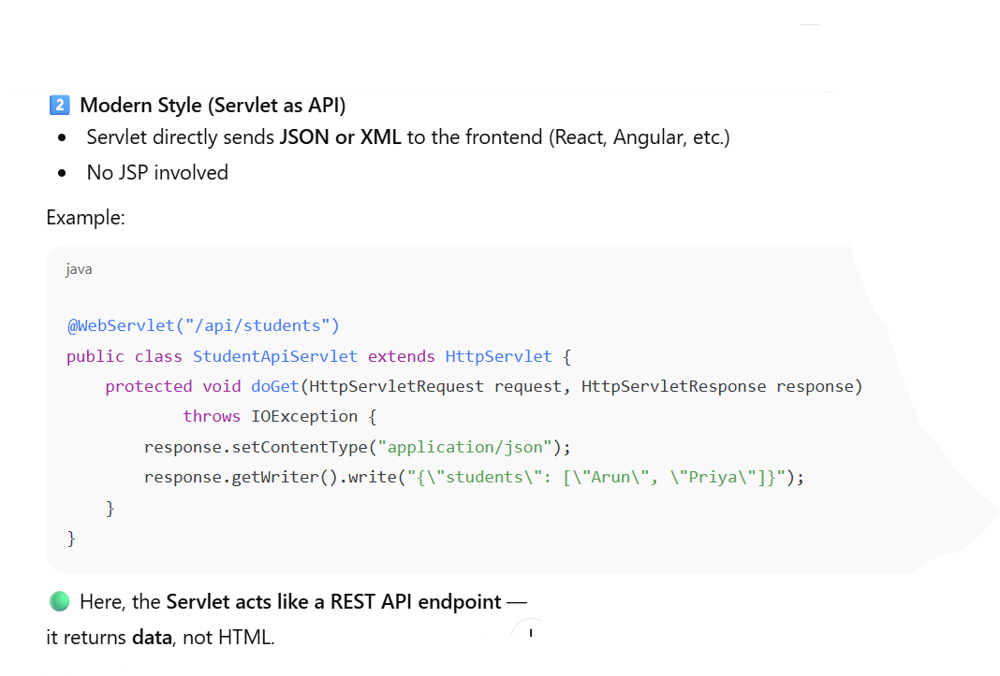 2 Modern Style (Servlet as API)
• Servlet directly sends JSON or XML to the frontend (React, Angular, etc.)
• No JSP involved
Example:
java
@WebServlet("/api/students")
public class StudentApiServlet extends HttpServlet {
    protected void doGet(HttpServletRequest request, HttpServletResponse response)
            throws IOException {
        response.setContentType("application/json");
        response.getWriter().write("{\"students\": [\"Arun\", \"Priya\"]}");
    }
}
Here, the Servlet acts like a REST API endpoint —
it returns data, not HTML.